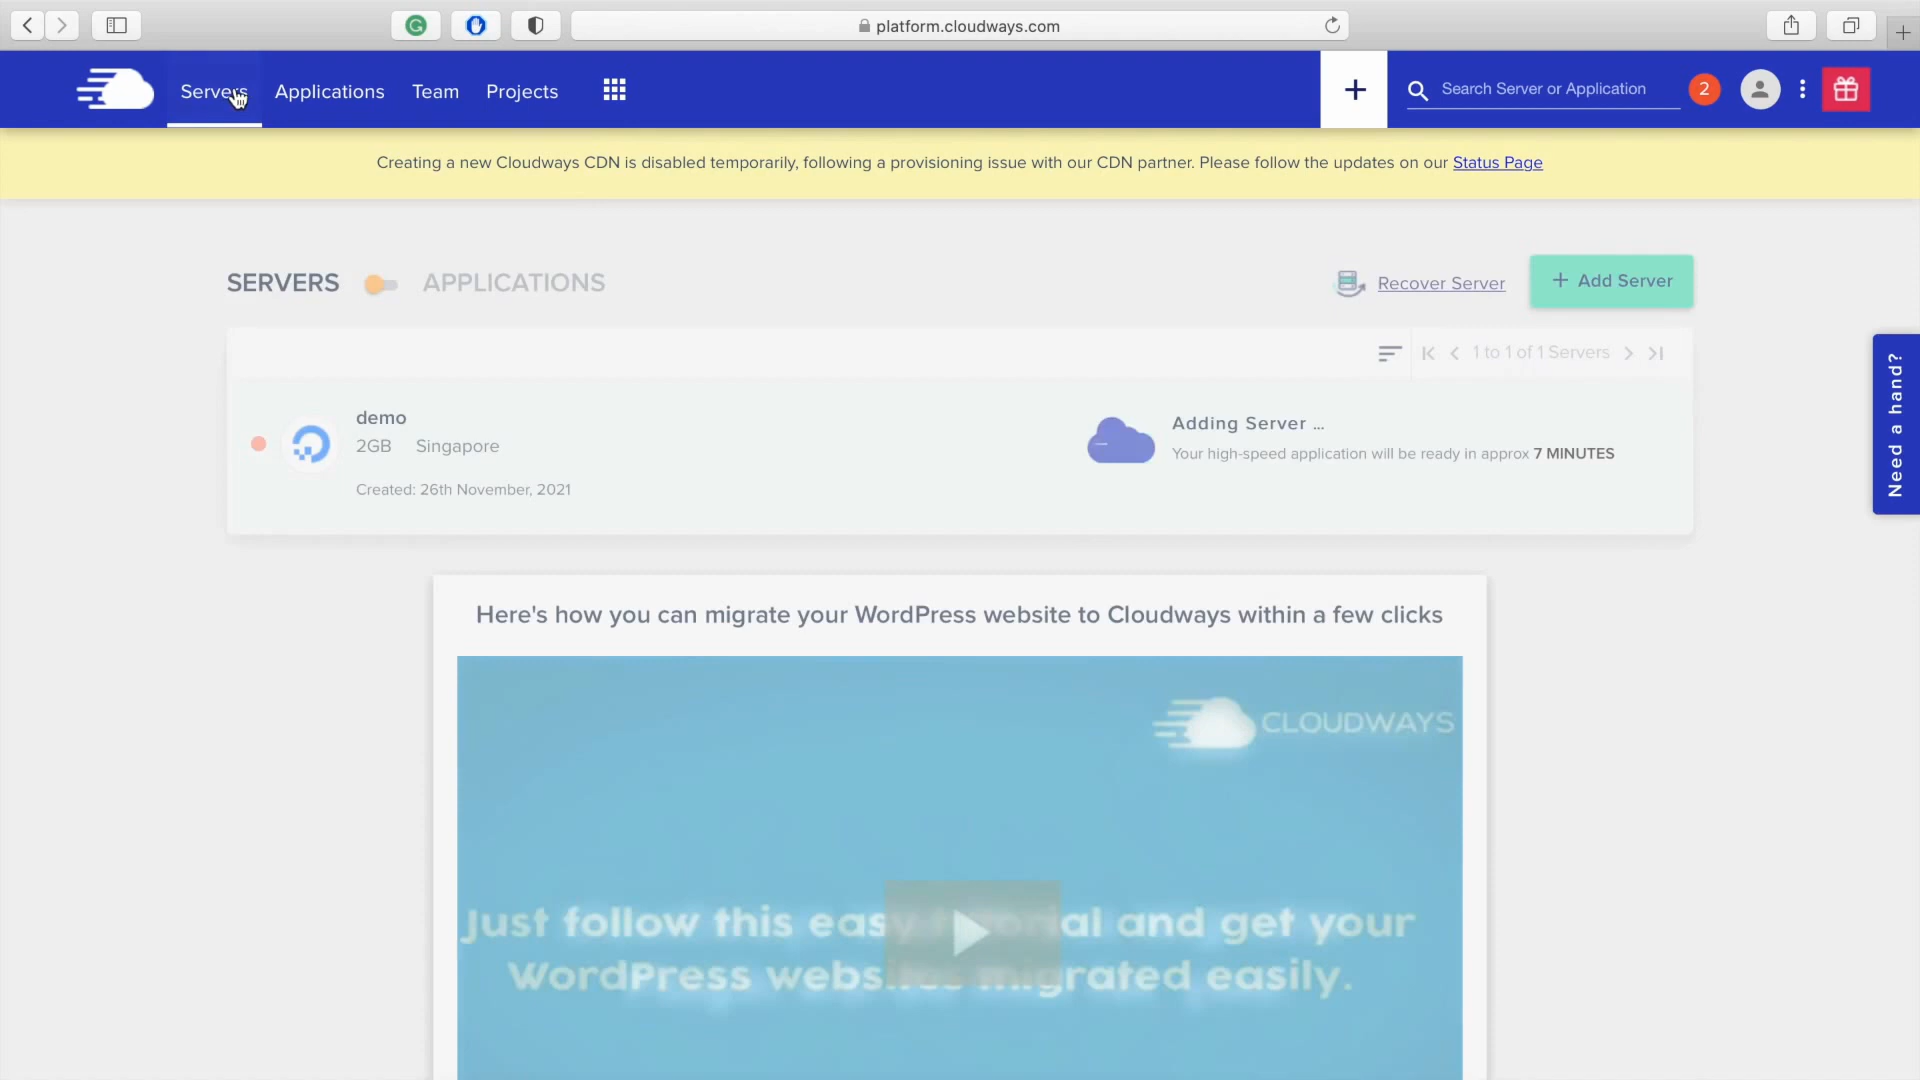 platform.cloudways.com
Servers
Applications
Team
Projects
+
Search Server or Application
2
Creating a new Cloudways CDN is disabled temporarily, following a provisioning issue with our CDN partner. Please follow the updates on our Status Page
SERVERS
APPLICATIONS
Recover Server
+ Add Server
1 to 1 of 1 Servers
Need a hand?
demo
2GB Singapore
Created: 26th November, 2021
Adding Server ...
Your high-speed application will be ready in approx 7 MINUTES
Here's how you can migrate your WordPress website to Cloudways within a few clicks
CLOUDWAYS
Just follow this easy tutorial and get your
WordPress websites migrated easily.